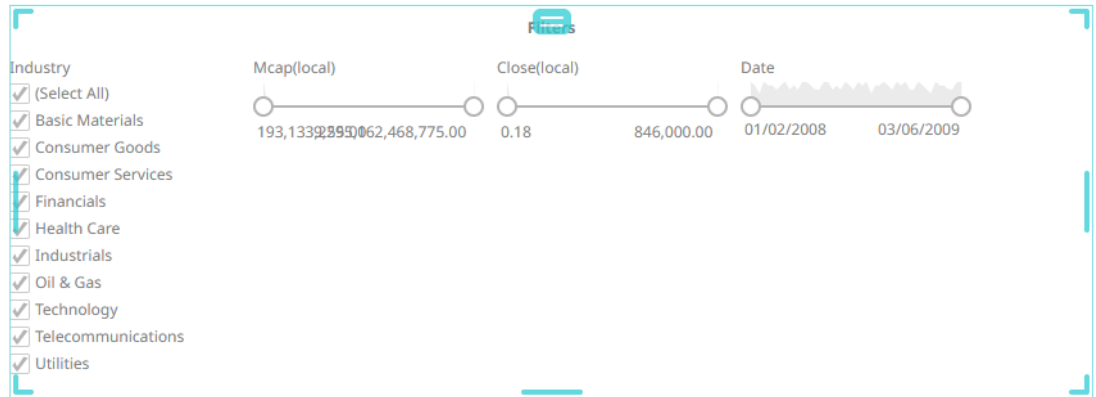 Filters
Industry
(Select All)
Basic Materials
Consumer Goods
Consumer Services
Financials
Health Care
Industrials
Oil & Gas
Technology
Telecommunications
Utilities
Mcap(local)
Close(local)
0.18 846,000.00
Date
01/02/2008 03/06/2009